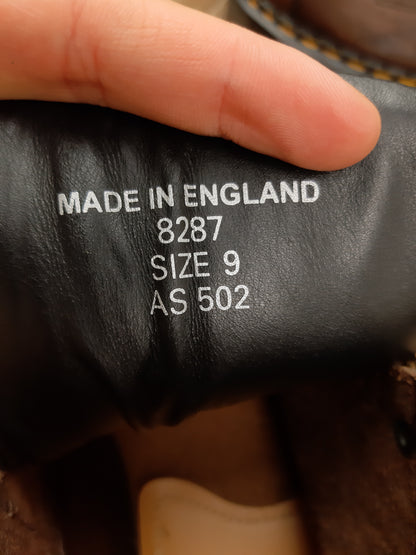 MADE IN ENGLAND
8287
SIZE 9
AS 502